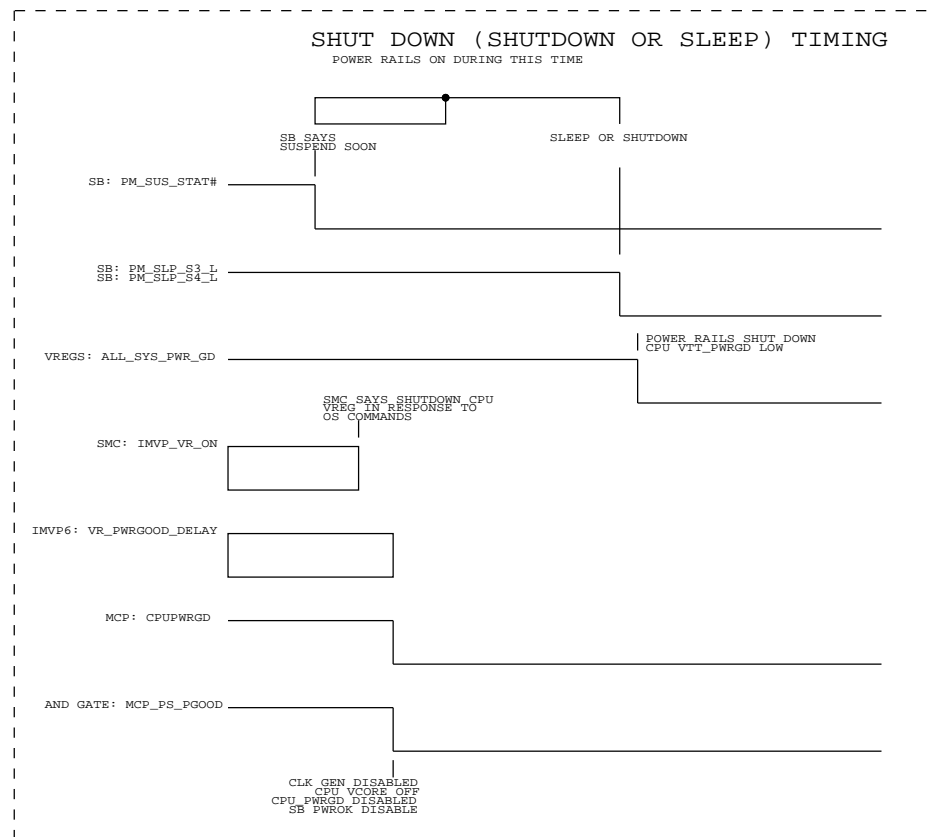 SHUT DOWN (SHUTDOWN OR SLEEP) TIMING
POWER RAILS ON DURING THIS TIME
SB SAYS
SUSPEND SOON
SLEEP OR SHUTDOWN
SB: PM_SUS_STAT#
SB: PM_SLP_S3_L
SB: PM_SLP_S4_L
POWER RAILS SHUT DOWN
CPU VTT_PWRGD LOW
VREGS: ALL_SYS_PWR_GD
SMC SAYS SHUTDOWN CPU
VREG IN RESPONSE TO
OS COMMANDS
SMC: IMVP_VR_ON
IMVP6: VR_PWRGOOD_DELAY
MCP: CPUPWRGD
AND GATE: MCP_PS_PGOOD
CLK GEN DISABLED
CPU VCORE OFF
CPU_PWRGD DISABLED
SB PWROK DISABLE